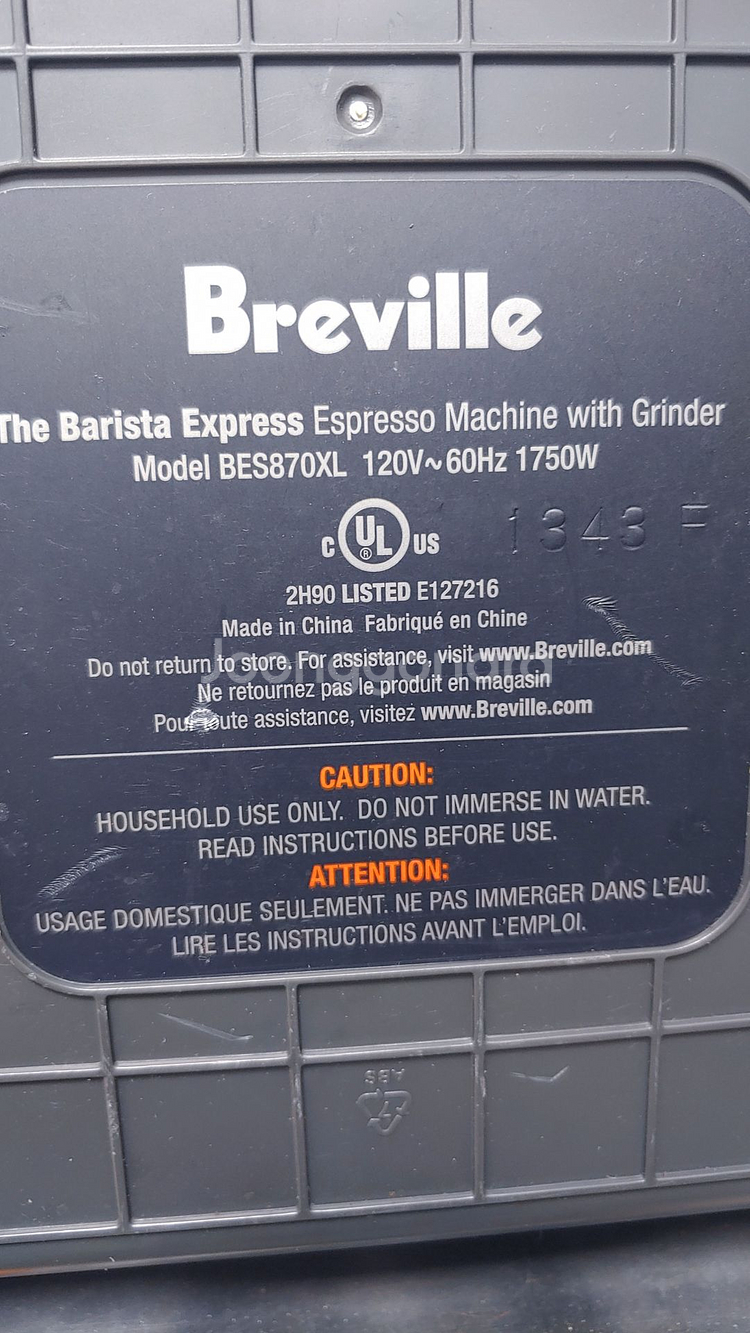 Breville
The Barista Express Espresso Machine with Grinder
Model BES870XL 120V~60Hz 1750W
C UL ® US
1343 F
2H90 LISTED E127216
Made in China Fabriqué en Chine
Do not return to store. For assistance, visit www.Breville.com
Joonggonara
Ne retournez pas le produit en magasin
Pour toute assistance, visitez www.Breville.com
CAUTION:
HOUSEHOLD USE ONLY. DO NOT IMMERSE IN WATER.
READ INSTRUCTIONS BEFORE USE.
ATTENTION:
USAGE DOMESTIQUE SEULEMENT. NE PAS IMMERGER DANS L'EAU.
LIRE LES INSTRUCTIONS AVANT L'EMPLOI.
ABS
7